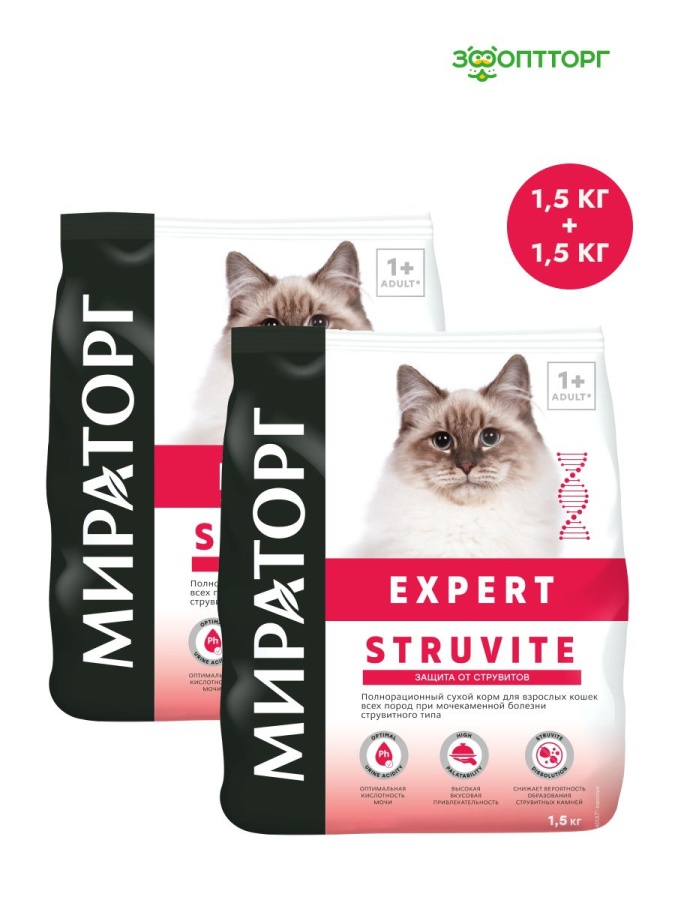 ЗООПТТОРГ
1,5 КГ
+
1,5 КГ
1+
ADULT*
МИРАТОРГ
S
всех
1+
ADULT*
МИРАТОРГ
EXPERT
STRUVITE
ЗАЩИТА ОТ СТРУВИТОВ
Полнорационный сухой корм для взрослых кошек
всех пород при мочекаменной болезни
струвитного типа
OPTIMAL
Ph
URINE ACIDITY
ОПТИМАЛЬНАЯ
КИСЛОТНОСТЬ
МОЧИ
HIGH
PALATABILITY
ВЫСОКАЯ
ВКУСОВАЯ
ПРИВЛЕКАТЕЛЬНОСТЬ
STRUVITE
DISSOLUTION
СНИЖАЕТ ВЕРОЯТНОСТЬ
ОБРАЗОВАНИЯ
СТРУВИТНЫХ КАМНЕЙ
1,5 кг